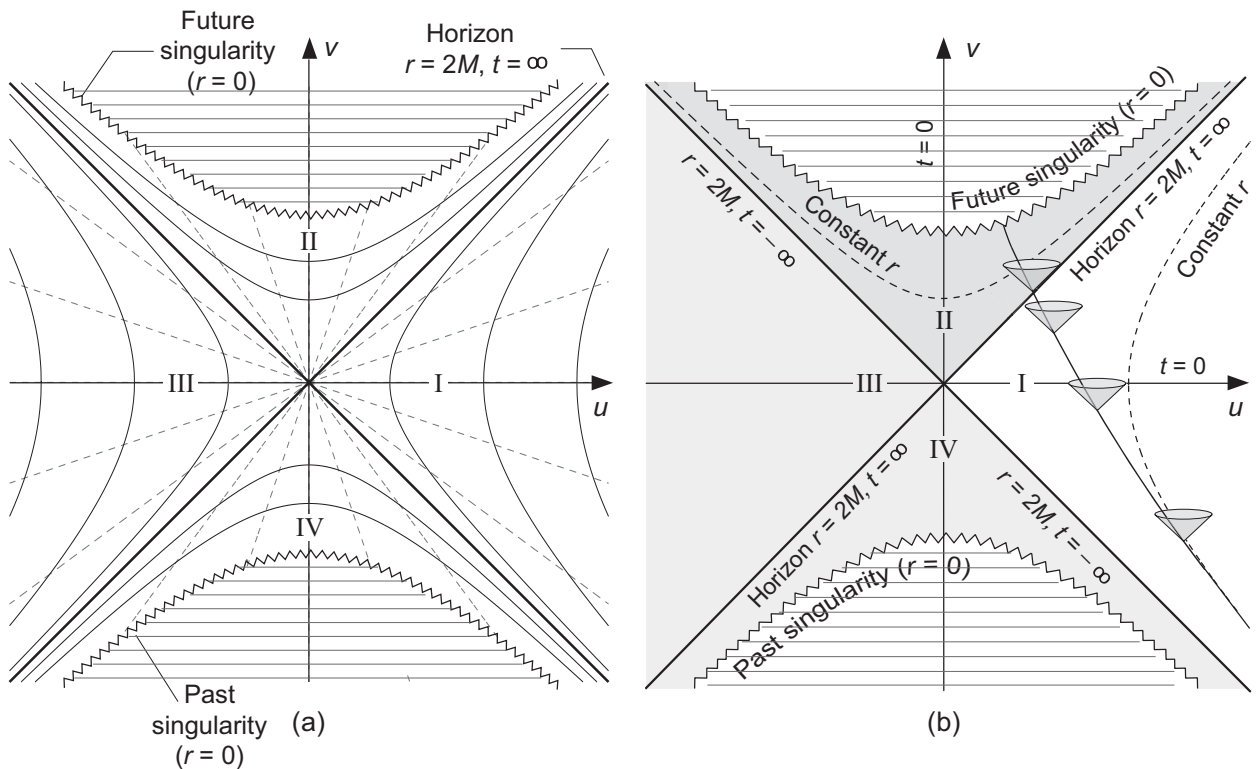 Future
singularity
(r = 0)
v
Horizon
r = 2M, t = ∞
II
III
I
u
IV
Past
singularity
(r = 0)
(a)
v
t = 0
Future singularity (r = 0)
r = 2M, t = – ∞
Constant r
Horizon r = 2M, t = ∞
Constant r
II
III
I
t = 0
u
IV
Horizon r = 2M, t = ∞
r = 2M, t = – ∞
Past singularity (r = 0)
(b)